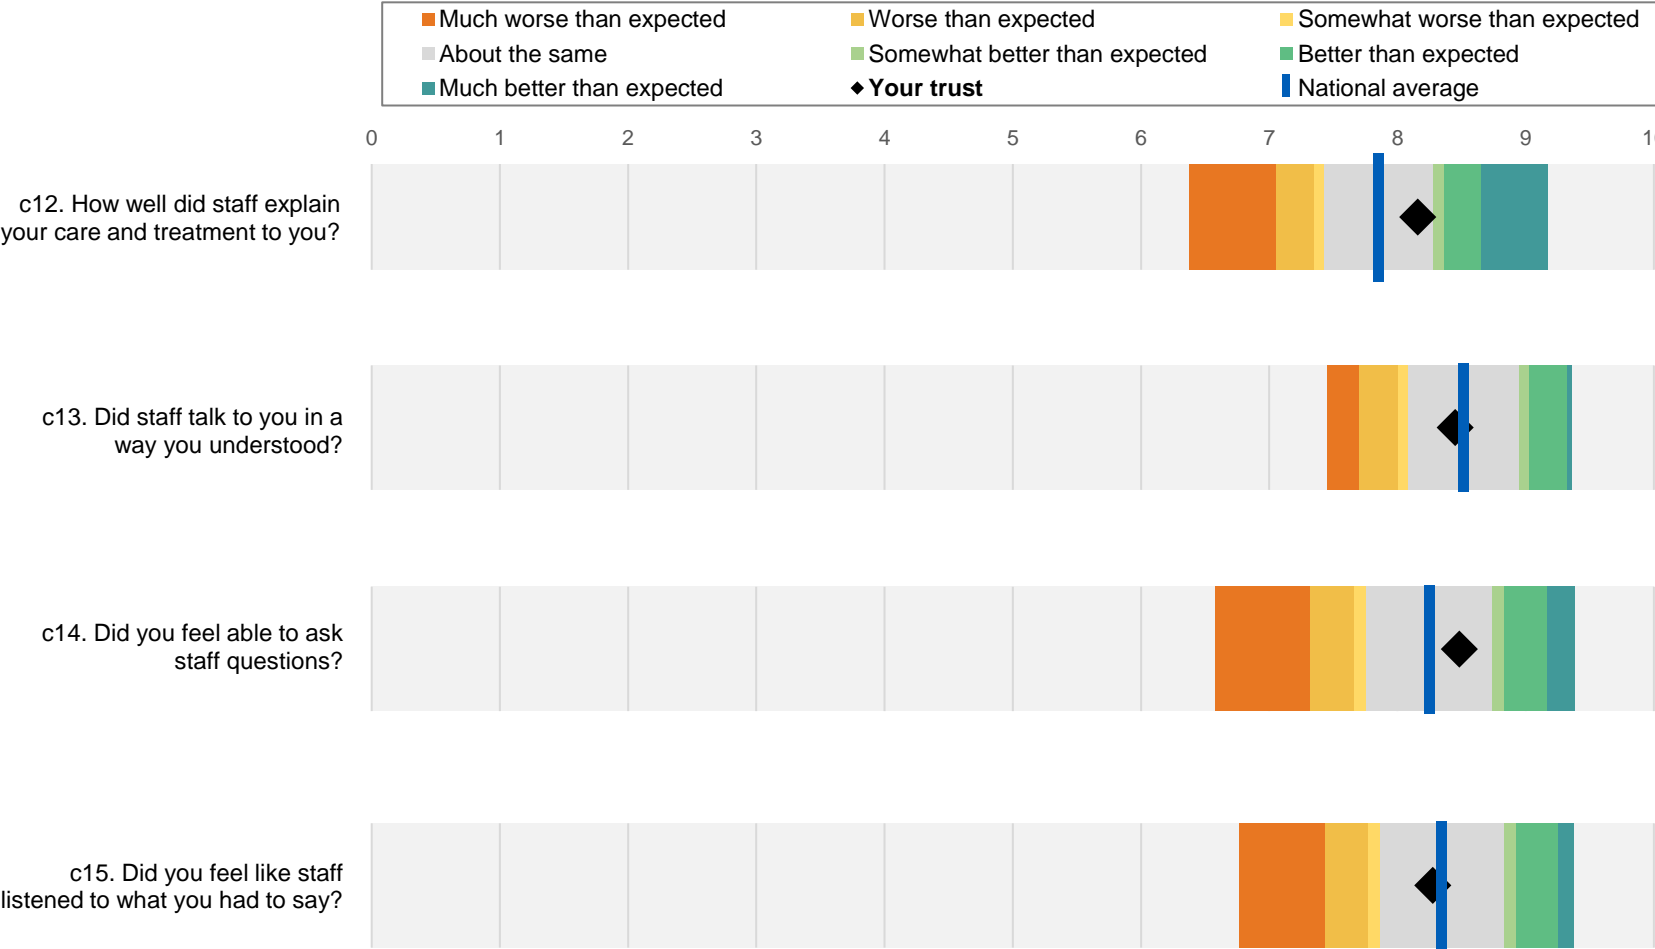 Much worse than expected Worse than expected Somewhat worse than expected
About the same Somewhat better than expected Better than expected
Much better than expected Your trust National average
0 1 2 3 4 5 6 7 8 9
c12. How well did staff explain
your care and treatment to you?
c13. Did staff talk to you in a
way you understood?
c14. Did you feel able to ask
staff questions?
c15. Did you feel like staff
listened to what you had to say?